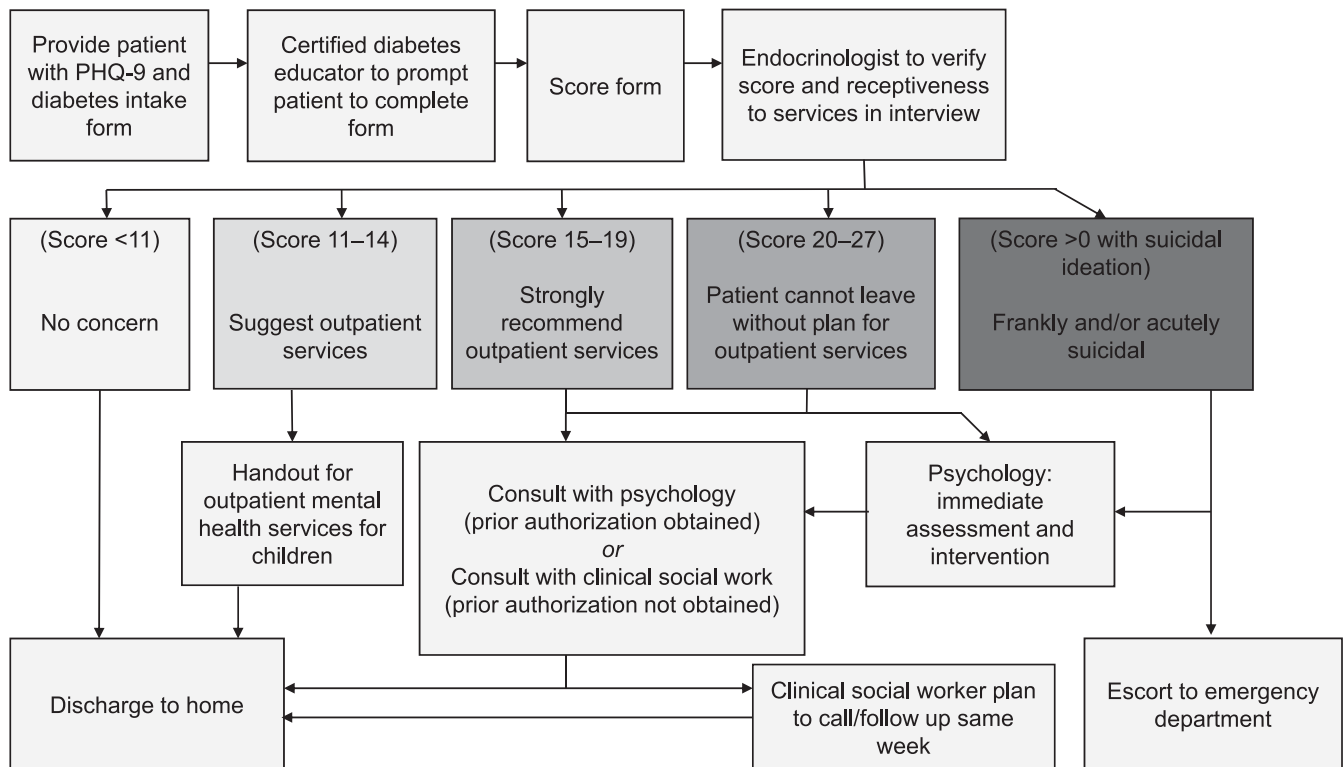 Provide patient
with PHQ-9 and
diabetes intake
form
Certified diabetes
educator to prompt
patient to complete
form
Score form
Endocrinologist to verify
score and receptiveness
to services in interview
(Score <11)
No concern
(Score 11–14)
Suggest outpatient
services
(Score 15–19)
Strongly
recommend
outpatient services
(Score 20–27)
Patient cannot leave
without plan for
outpatient services
(Score >0 with suicidal
ideation)
Frankly and/or acutely
suicidal
Handout for
outpatient mental
health services for
children
Consult with psychology
(prior authorization obtained)
or
Consult with clinical social work
(prior authorization not obtained)
Psychology:
immediate
assessment and
intervention
Discharge to home
Clinical social worker plan
to call/follow up same
week
Escort to emergency
department